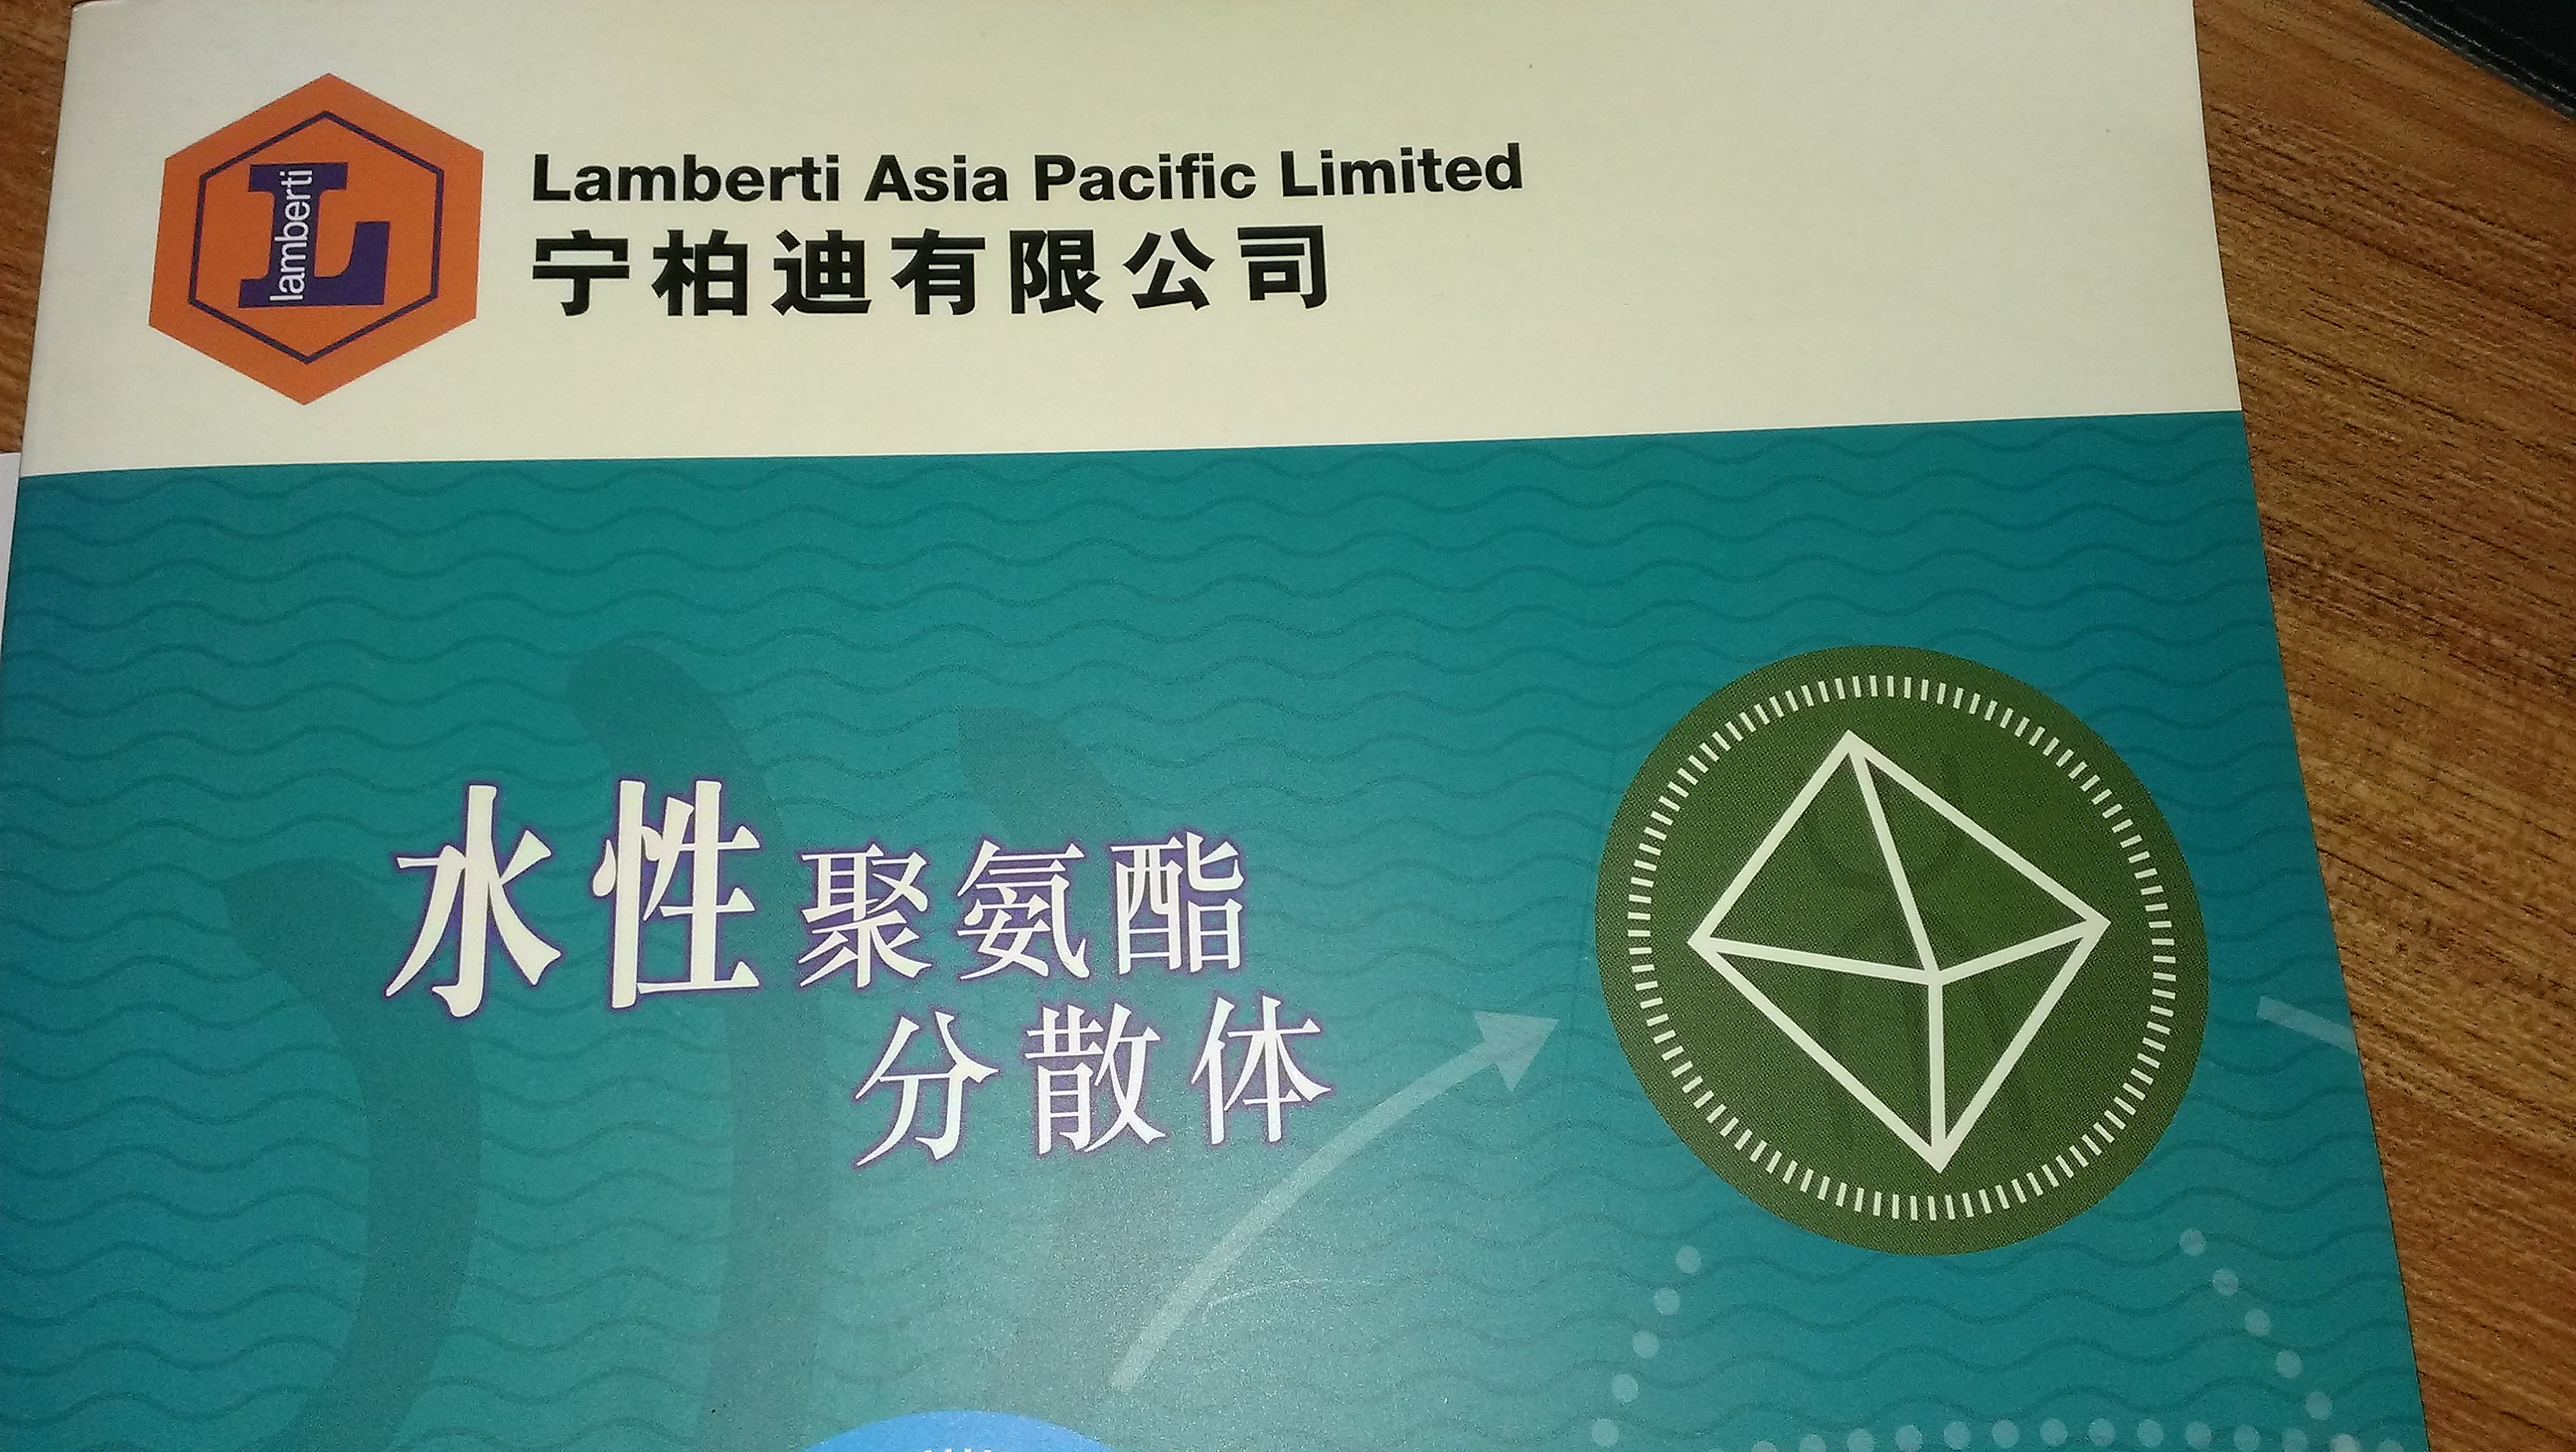 L
lamberti
Lamberti Asia Pacific Limited
宁柏迪有限公司
水性聚氨酯
分散体